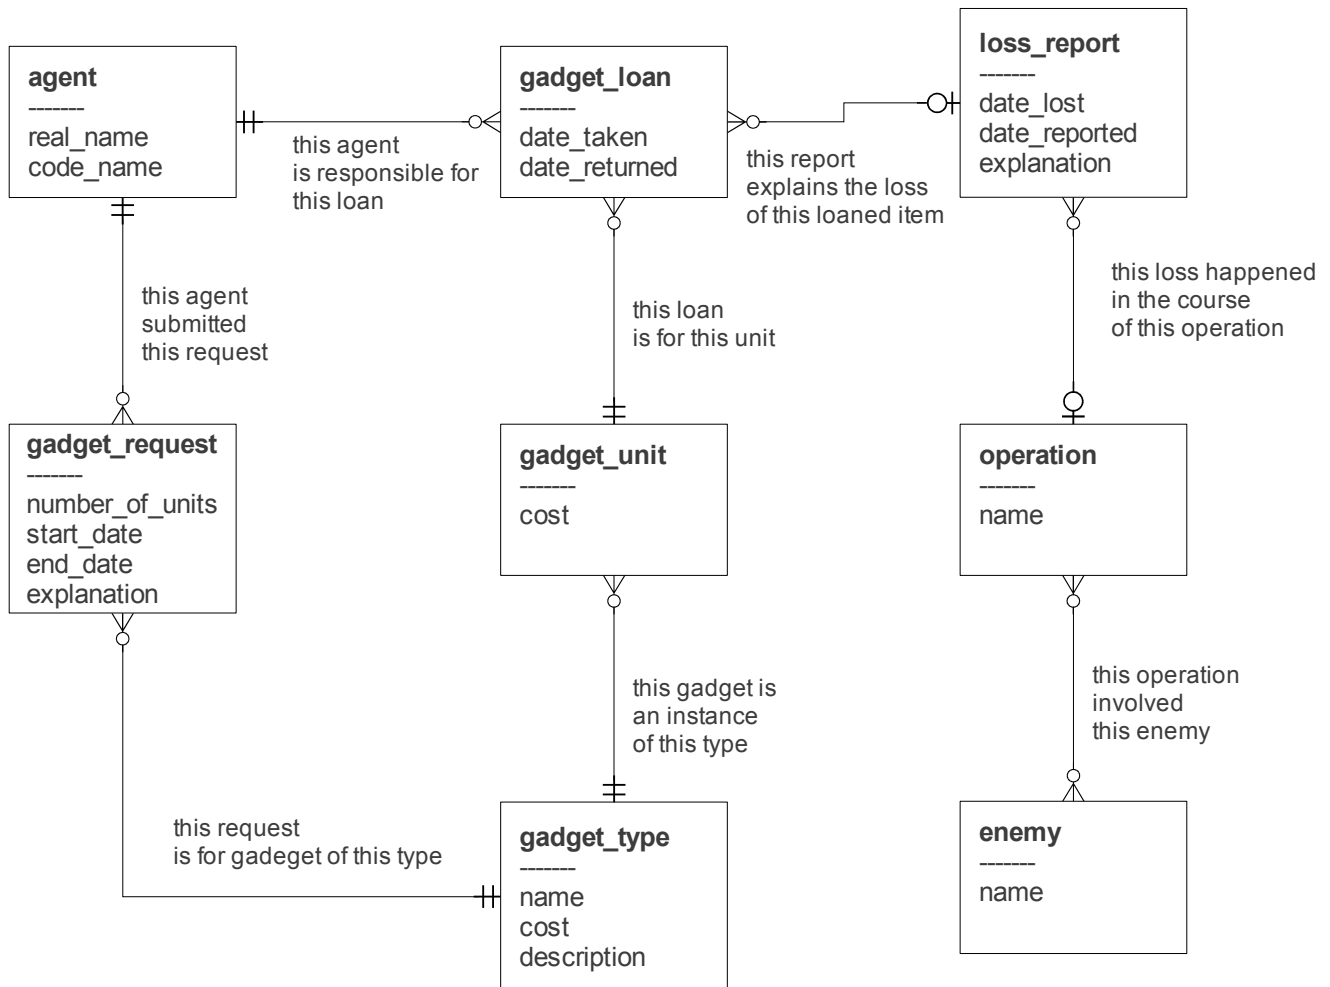 agent
-------
real_name
code_name
this agent
is responsible for
this loan
gadget_loan
-------
date_taken
date_returned
this report
explains the loss
of this loaned item
loss_report
-------
date_lost
date_reported
explanation
this agent
submitted
this request
this loan
is for this unit
this loss happened
in the course
of this operation
gadget_request
-------
number_of_units
start_date
end_date
explanation
gadget_unit
-------
cost
operation
-------
name
this gadget is
an instance
of this type
this operation
involved
this enemy
this request
is for gadeget of this type
gadget_type
-------
name
cost
description
enemy
-------
name